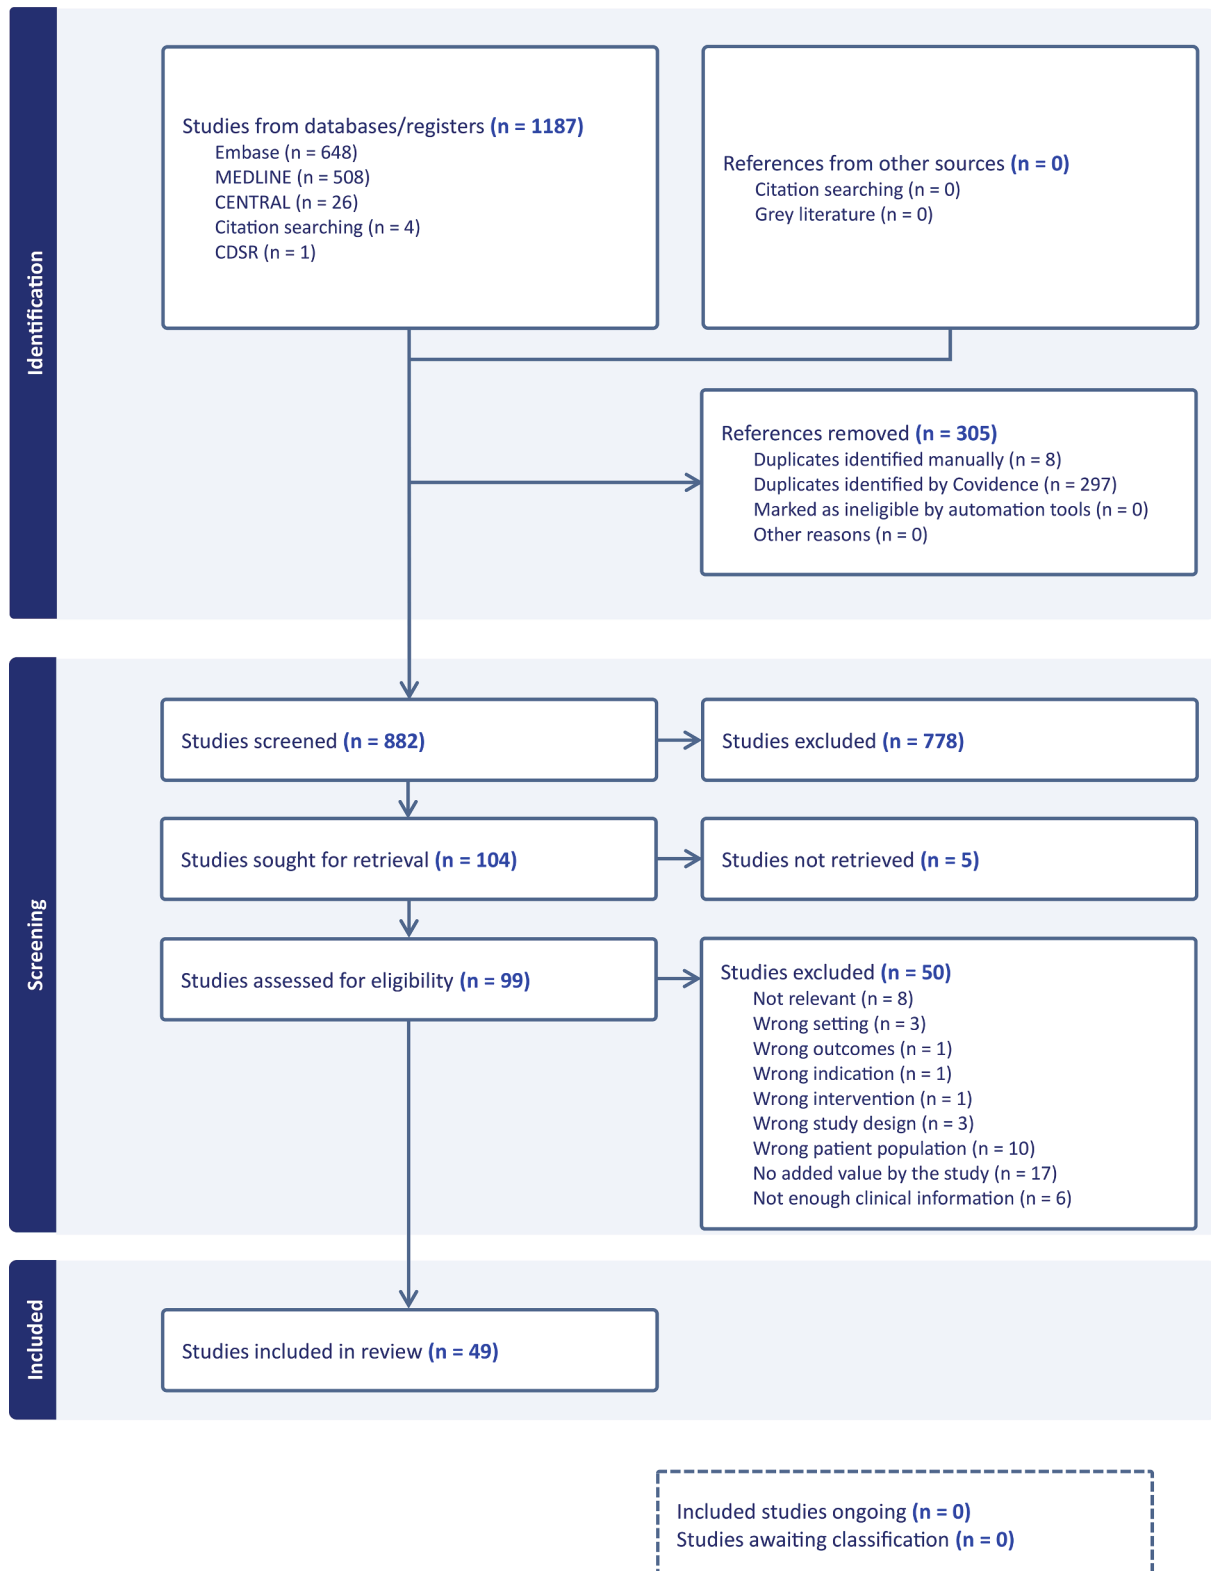 Identification
Studies from databases/registers (n = 1187)
Embase (n = 648)
MEDLINE (n = 508)
CENTRAL (n = 26)
Citation searching (n = 4)
CDSR (n = 1)
References from other sources (n = 0)
Citation searching (n = 0)
Grey literature (n = 0)
References removed (n = 305)
Duplicates identified manually (n = 8)
Duplicates identified by Covidence (n = 297)
Marked as ineligible by automation tools (n = 0)
Other reasons (n = 0)
Screening
Studies screened (n = 882)
Studies excluded (n = 778)
Studies sought for retrieval (n = 104)
Studies not retrieved (n = 5)
Studies assessed for eligibility (n = 99)
Studies excluded (n = 50)
Not relevant (n = 8)
Wrong setting (n = 3)
Wrong outcomes (n = 1)
Wrong indication (n = 1)
Wrong intervention (n = 1)
Wrong study design (n = 3)
Wrong patient population (n = 10)
No added value by the study (n = 17)
Not enough clinical information (n = 6)
Included
Studies included in review (n = 49)
Included studies ongoing (n = 0)
Studies awaiting classification (n = 0)